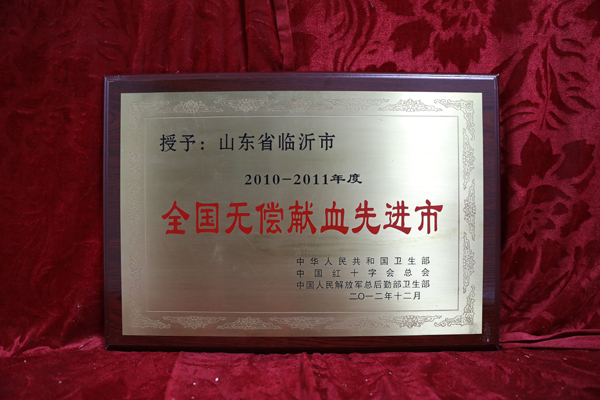 授予：山东省临沂市
2010-2011年度
全国无偿献血先进市
中华人民共和国卫生部
中国红十字会总会
中国人民解放军总后勤部卫生部
二〇一二年十二月